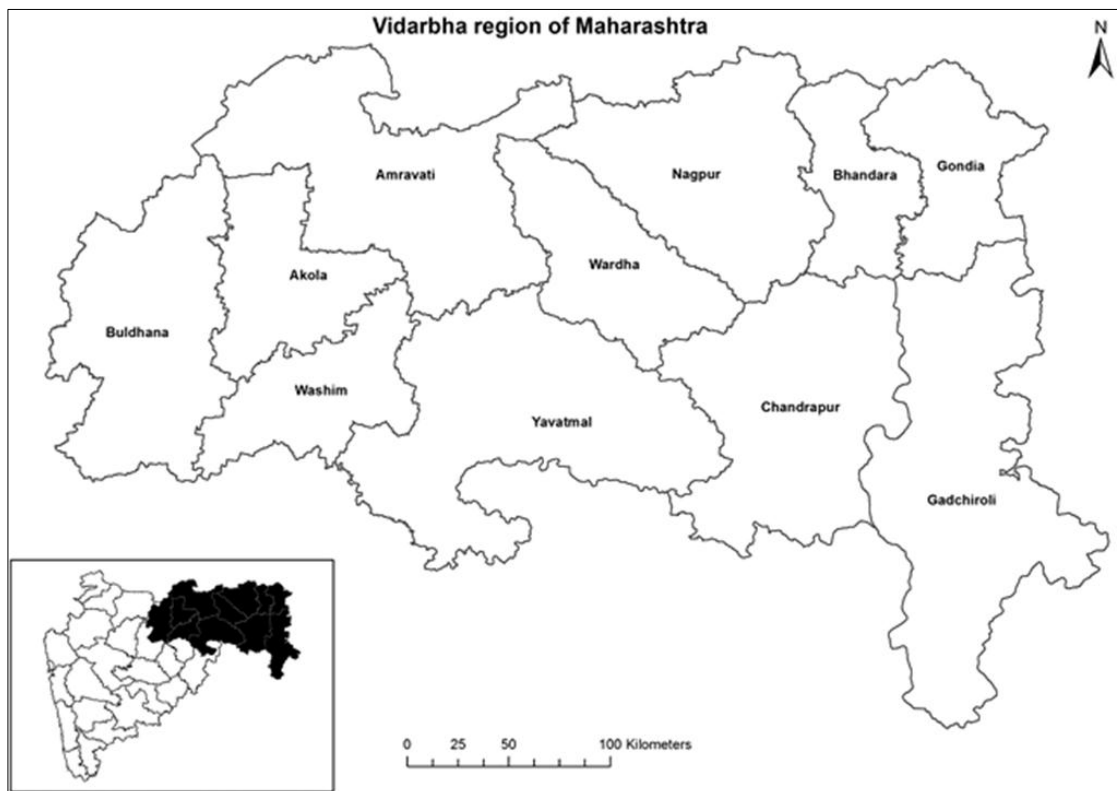 Vidarbha region of Maharashtra
N
Amravati
Nagpur
Bhandara
Gondia
Akola
Wardha
Buldhana
Washim
Yavatmal
Chandrapur
Gadchiroli
0 25 50 100 Kilometers